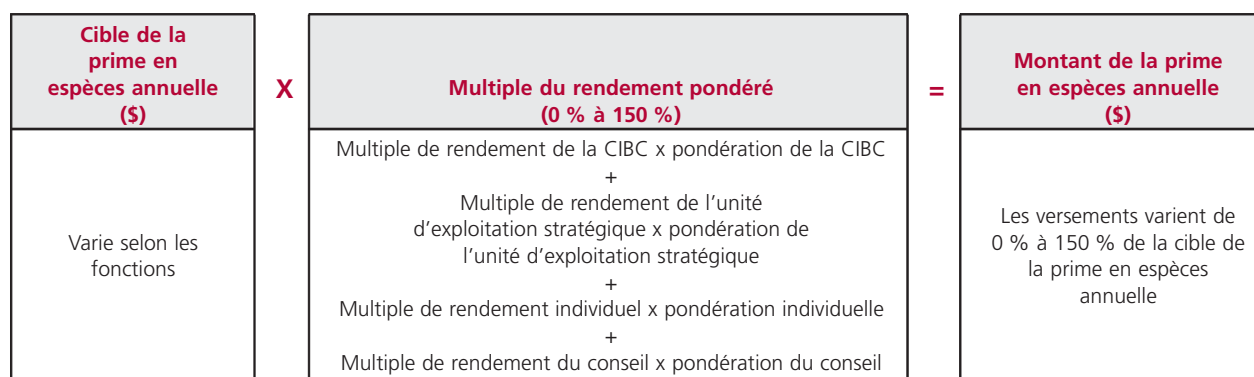 Cible de la
prime en
espèces annuelle
($)
X
Multiple du rendement pondéré
(0 % à 150 %)
=
Montant de la prime
en espèces annuelle
($)
Varie selon les
fonctions
Multiple de rendement de la CIBC x pondération de la CIBC
+
Multiple de rendement de l'unité
d'exploitation stratégique x pondération de
l'unité d'exploitation stratégique
+
Multiple de rendement individuel x pondération individuelle
+
Multiple de rendement du conseil x pondération du conseil
Les versements varient de
0 % à 150 % de la cible de
la prime en espèces
annuelle